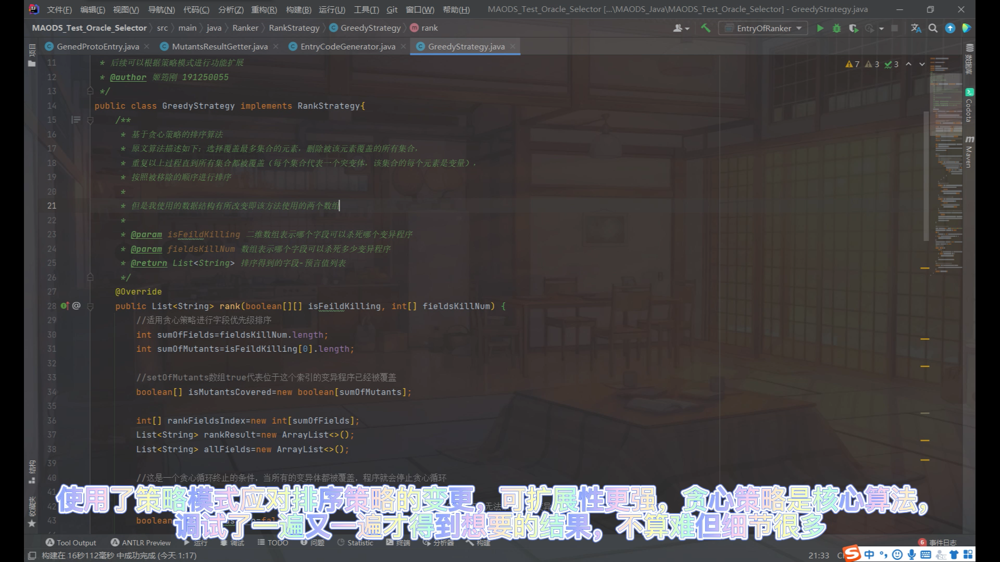 文件(F) 编辑(E) 视图(V) 导航(N) 代码(C) 分析(Z) 重构(R) 构建(B) 运行(U) 工具(T) Git 窗口(W) 帮助(H) MAODS_Test_Oracle_Selector [...\MAODS_Java\MAODS_Test_Oracle_Selector] - GreedyStrategy.java
MAODS_Test_Oracle_Selector src main java Ranker RankStrategy GreedyStrategy rank EntryOfRanker
GenedProtoEntry.java MutantsResultGetter.java EntryCodeGenerator.java GreedyStrategy.java
项目
数据库
Codota
Maven
结构
收藏夹
7 3 3
11 * 后续可以根据策略模式进行功能扩展
12 * @author 姬筠刚 191250055
13 */
14 public class GreedyStrategy implements RankStrategy{
15 /**
16 * 基于贪心策略的排序算法
17 * 原文算法描述如下：选择覆盖最多集合的元素，删除被该元素覆盖的所有集合，
18 * 重复以上过程直到所有集合都被覆盖（每个集合代表一个突变体，该集合的每个元素是变量），
19 * 按照被移除的顺序进行排序
20 *
21 * 但是我使用的数据结构有所改变即该方法使用的两个数组
22 *
23 * @param isFeildKilling 二维数组表示哪个字段可以杀死哪个变异程序
24 * @param fieldsKillNum 数组表示哪个字段可以杀死多少变异程序
25 * @return List<String> 排序得到的字段-预言值列表
26 */
27 @Override
28 public List<String> rank(boolean[][] isFeildKilling, int[] fieldsKillNum) {
29 //适用贪心策略进行字段优先级排序
30 int sumOfFields=fieldsKillNum.length;
31 int sumOfMutants=isFeildKilling[0].length;
32
33 //setOfMutants数组true代表位于这个索引的变异程序已经被覆盖
34 boolean[] isMutantsCovered=new boolean[sumOfMutants];
35
36 int[] rankFieldsIndex=new int[sumOfFields];
37 List<String> rankResult=new ArrayList<>();
38 List<String> allFields=new ArrayList<>();
39
40 //这是一个贪心循环终止的条件，当所有的变异体都被覆盖，程序就会停止贪心循环
41
42
43 boolean
使用了策略模式应对排序策略的变更，可扩展性更强，贪心策略是核心算法，
调试了一遍又一遍才得到想要的结果，不算难但细节很多
Tool Output ANTLR Preview 运行 调试 TODO 问题 Statistic 终端 分析器 构建 6 事件日志
构建在 16秒112毫秒 中成功完成 (今天 1:17) 21:33 中